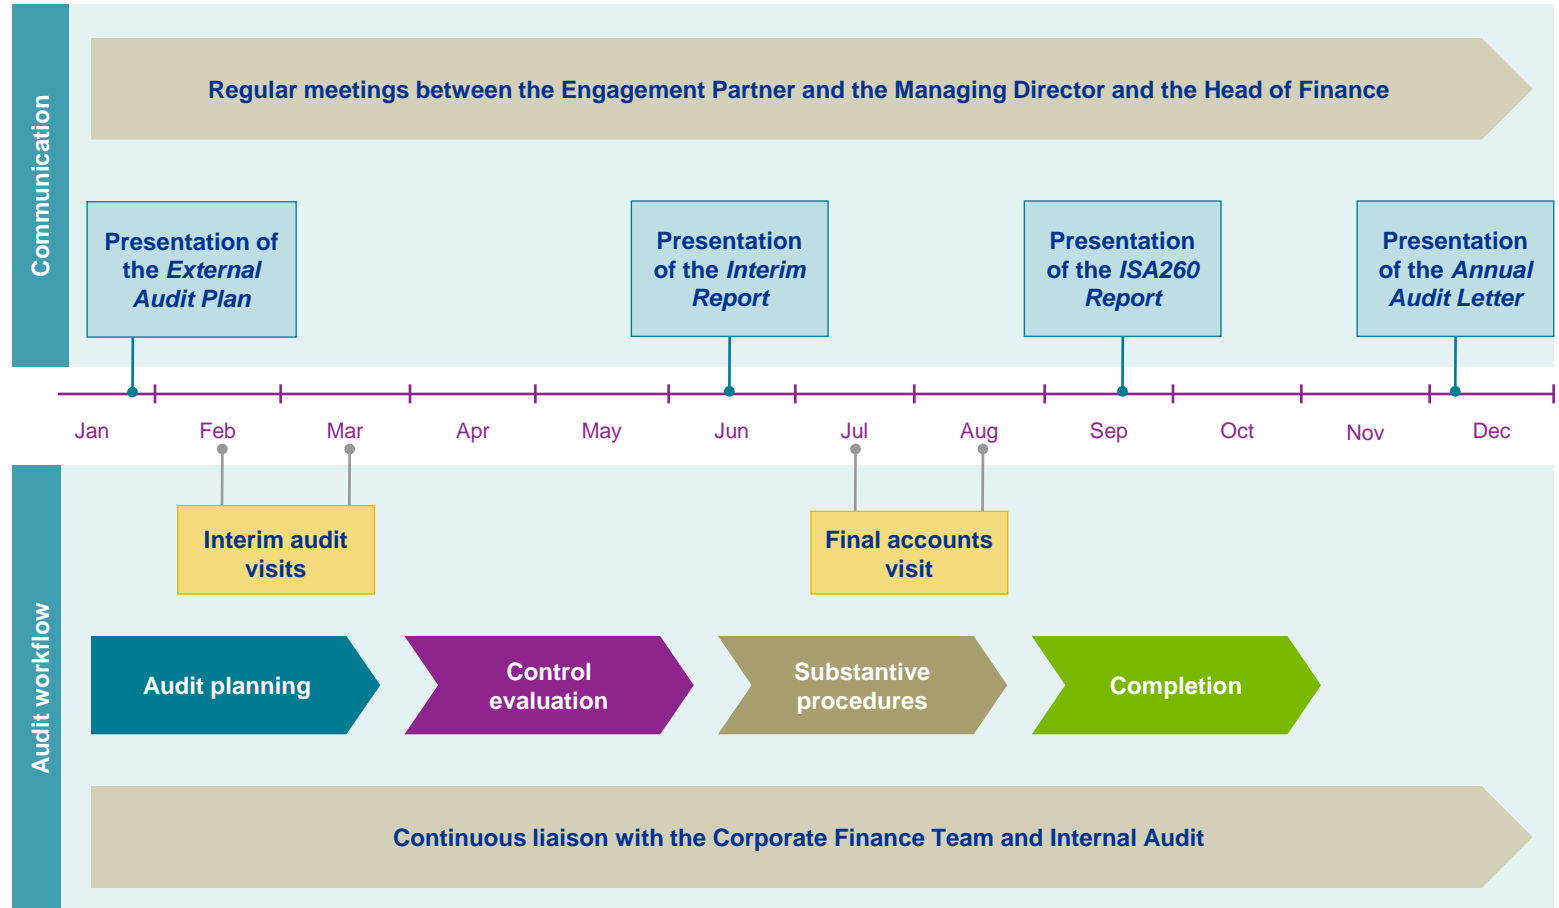 Communication
Regular meetings between the Engagement Partner and the Managing Director and the Head of Finance
Presentation of
the External
Audit Plan
Presentation
of the Interim
Report
Presentation
of the ISA260
Report
Presentation
of the Annual
Audit Letter
Jan Feb Mar Apr May Jun Jul Aug Sep Oct Nov Dec
Audit workflow
Interim audit
visits
Final accounts
visit
Audit planning
Control
evaluation
Substantive
procedures
Completion
Continuous liaison with the Corporate Finance Team and Internal Audit